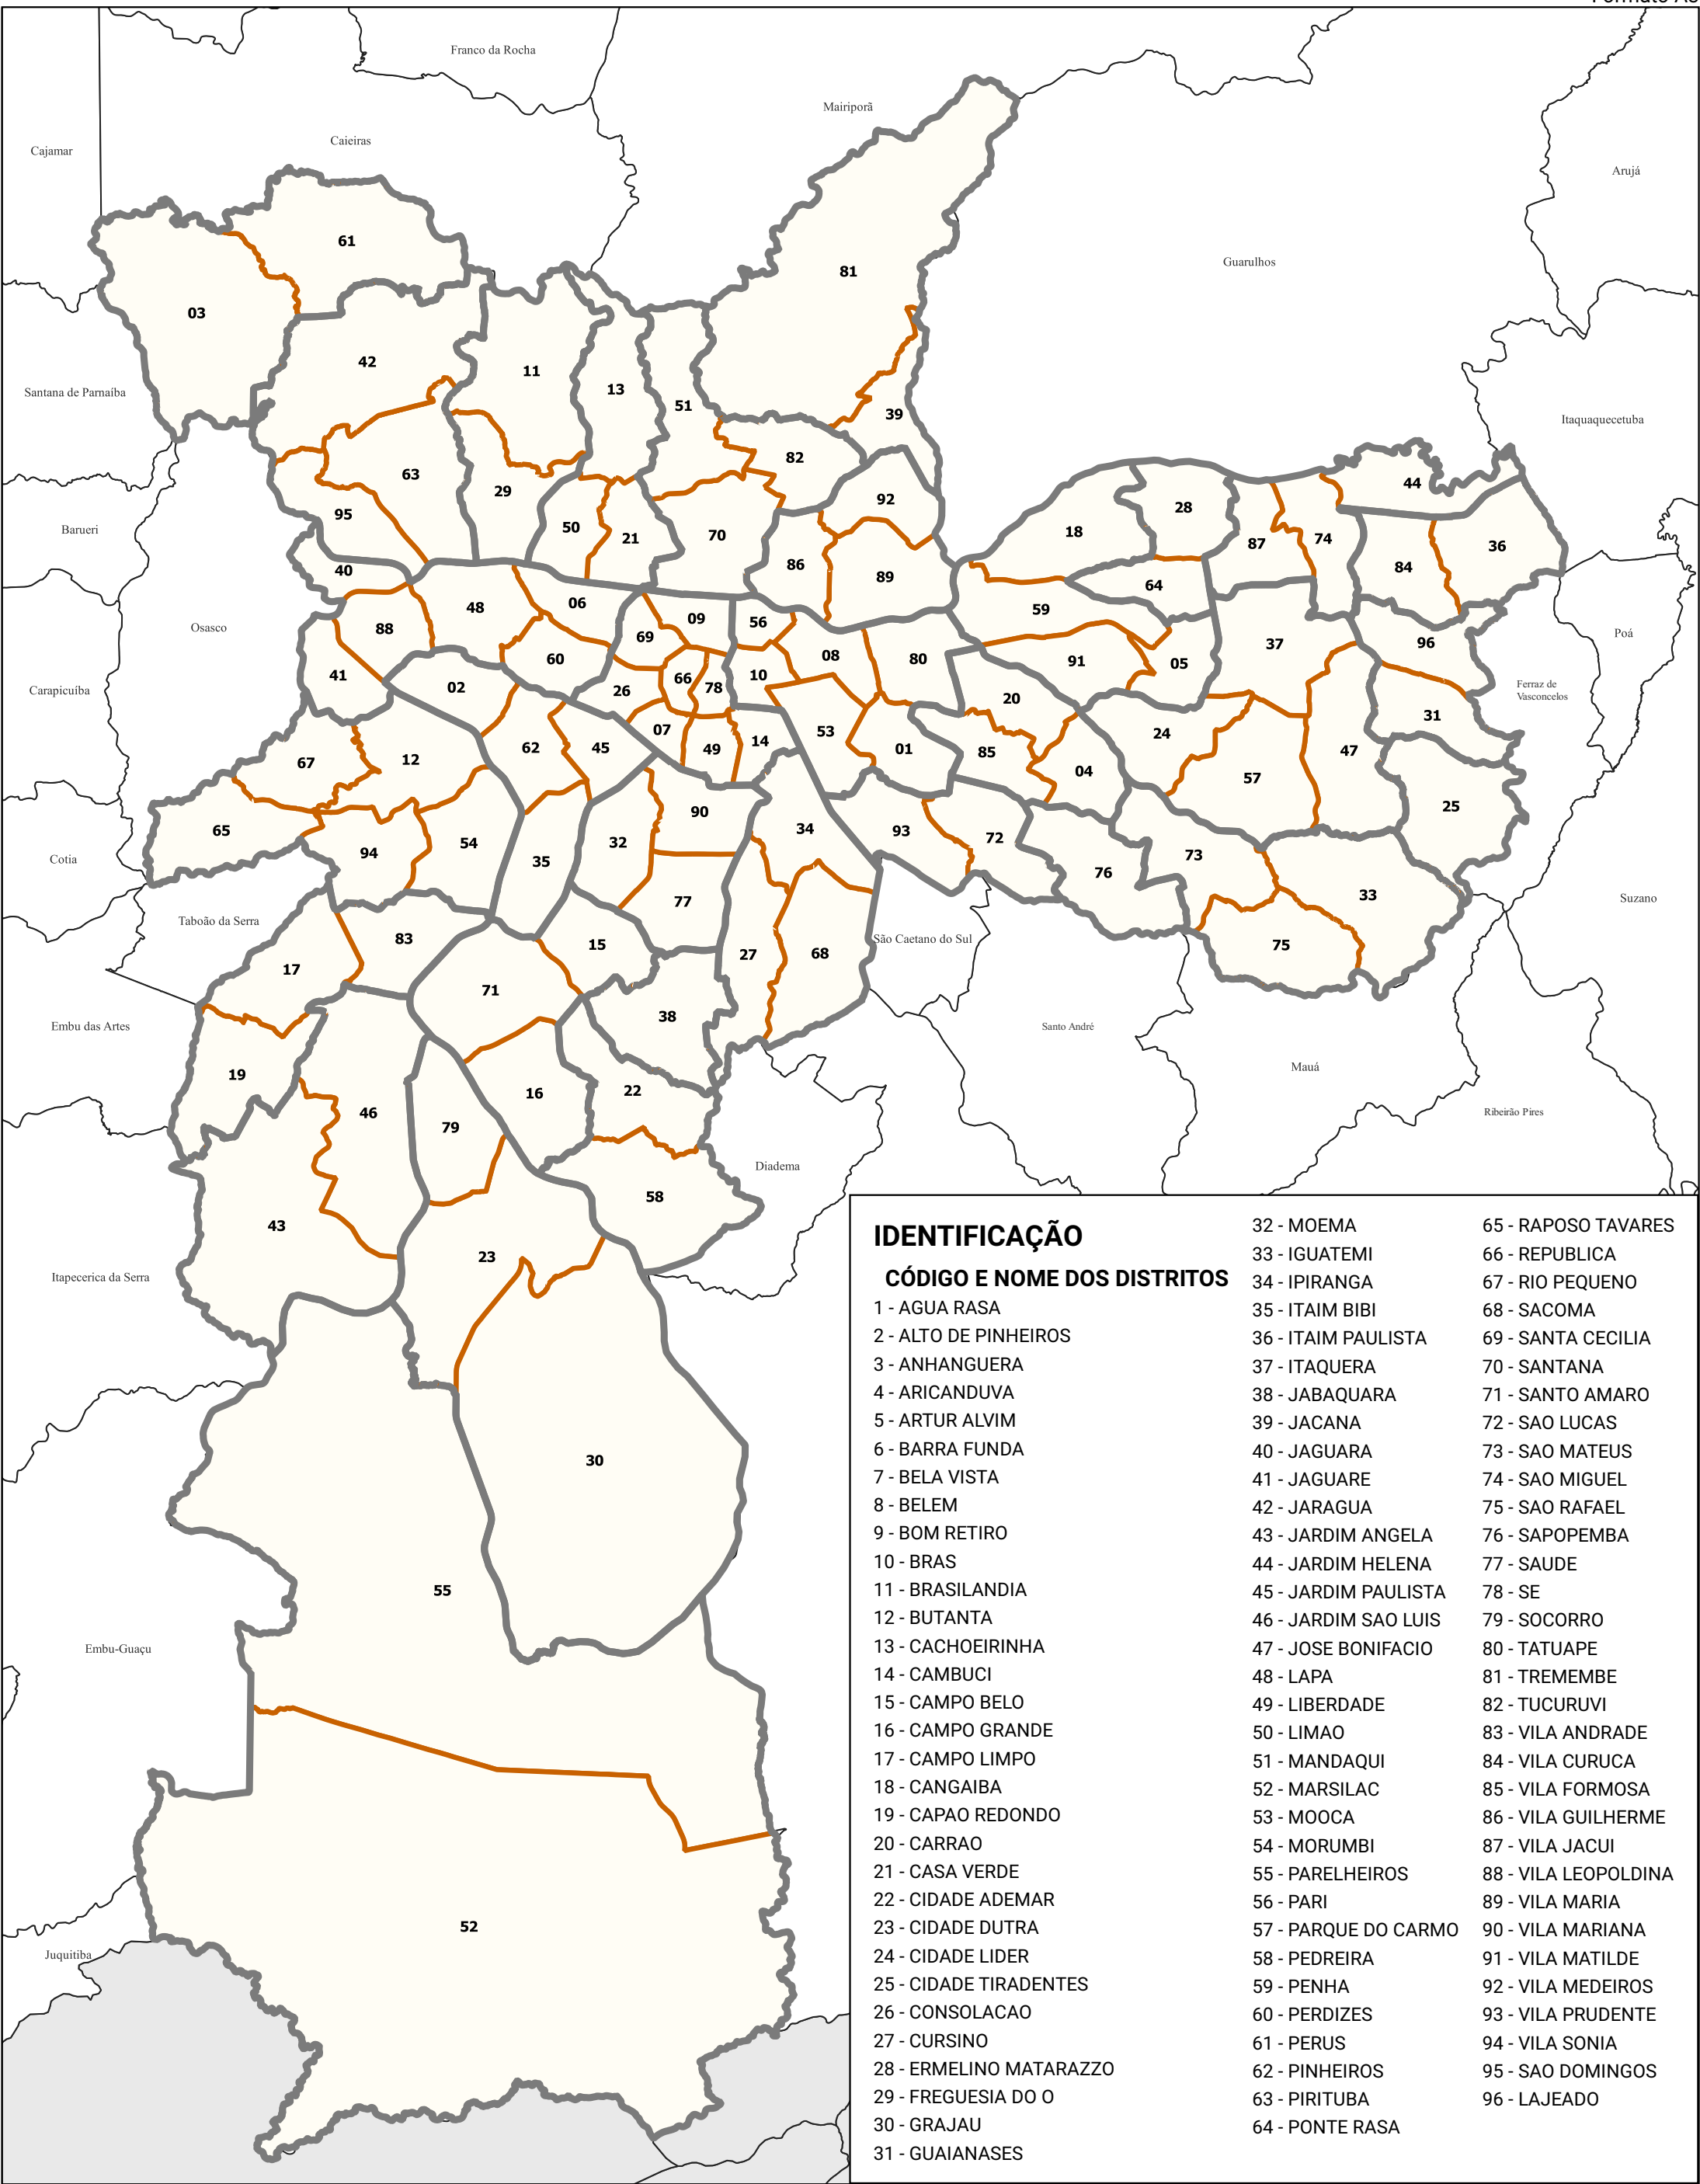 Franco da Rocha
Mairiporã
Caieiras
Cajamar
Arujá
61
Guarulhos
81
03
42
11
13
Santana de Parnaíba
51
39
Itaquaquecetuba
82
63
44
29
92
95
28
50
Barueri
18
70
21
74
87
36
86
84
40
89
64
06
48
59
09
56
Osasco
88
69
Poá
96
37
08
60
80
91
05
41
10
66
02
78
26
Carapicuíba
Ferraz de
Vasconcelos
20
31
07
53
24
14
62
45
49
01
47
85
12
67
04
57
25
90
65
34
93
72
32
54
94
73
Cotia
35
76
33
77
Suzano
Taboão da Serra
83
São Caetano do Sul
15
75
27
68
17
71
38
Embu das Artes
Santo André
Mauá
19
22
16
46
Ribeirão Pires
79
Diadema
58
43
23
Itapecerica da Serra
30
55
Embu-Guaçu
52
Juquitiba
IDENTIFICAÇÃO
CÓDIGO E NOME DOS DISTRITOS
1 - AGUA RASA
2 - ALTO DE PINHEIROS
3 - ANHANGUERA
4 - ARICANDUVA
5 - ARTUR ALVIM
6 - BARRA FUNDA
7 - BELA VISTA
8 - BELEM
9 - BOM RETIRO
10 - BRAS
11 - BRASILANDIA
12 - BUTANTA
13 - CACHOEIRINHA
14 - CAMBUCI
15 - CAMPO BELO
16 - CAMPO GRANDE
17 - CAMPO LIMPO
18 - CANGAIBA
19 - CAPAO REDONDO
20 - CARRAO
21 - CASA VERDE
22 - CIDADE ADEMAR
23 - CIDADE DUTRA
24 - CIDADE LIDER
25 - CIDADE TIRADENTES
26 - CONSOLACAO
27 - CURSINO
28 - ERMELINO MATARAZZO
29 - FREGUESIA DO O
30 - GRAJAU
31 - GUAIANASES
32 - MOEMA
33 - IGUATEMI
34 - IPIRANGA
35 - ITAIM BIBI
36 - ITAIM PAULISTA
37 - ITAQUERA
38 - JABAQUARA
39 - JACANA
40 - JAGUARA
41 - JAGUARE
42 - JARAGUA
43 - JARDIM ANGELA
44 - JARDIM HELENA
45 - JARDIM PAULISTA
46 - JARDIM SAO LUIS
47 - JOSE BONIFACIO
48 - LAPA
49 - LIBERDADE
50 - LIMAO
51 - MANDAQUI
52 - MARSILAC
53 - MOOCA
54 - MORUMBI
55 - PARELHEIROS
56 - PARI
57 - PARQUE DO CARMO
58 - PEDREIRA
59 - PENHA
60 - PERDIZES
61 - PERUS
62 - PINHEIROS
63 - PIRITUBA
64 - PONTE RASA
65 - RAPOSO TAVARES
66 - REPUBLICA
67 - RIO PEQUENO
68 - SACOMA
69 - SANTA CECILIA
70 - SANTANA
71 - SANTO AMARO
72 - SAO LUCAS
73 - SAO MATEUS
74 - SAO MIGUEL
75 - SAO RAFAEL
76 - SAPOPEMBA
77 - SAUDE
78 - SE
79 - SOCORRO
80 - TATUAPE
81 - TREMEMBE
82 - TUCURUVI
83 - VILA ANDRADE
84 - VILA CURUCA
85 - VILA FORMOSA
86 - VILA GUILHERME
87 - VILA JACUI
88 - VILA LEOPOLDINA
89 - VILA MARIA
90 - VILA MARIANA
91 - VILA MATILDE
92 - VILA MEDEIROS
93 - VILA PRUDENTE
94 - VILA SONIA
95 - SAO DOMINGOS
96 - LAJEADO